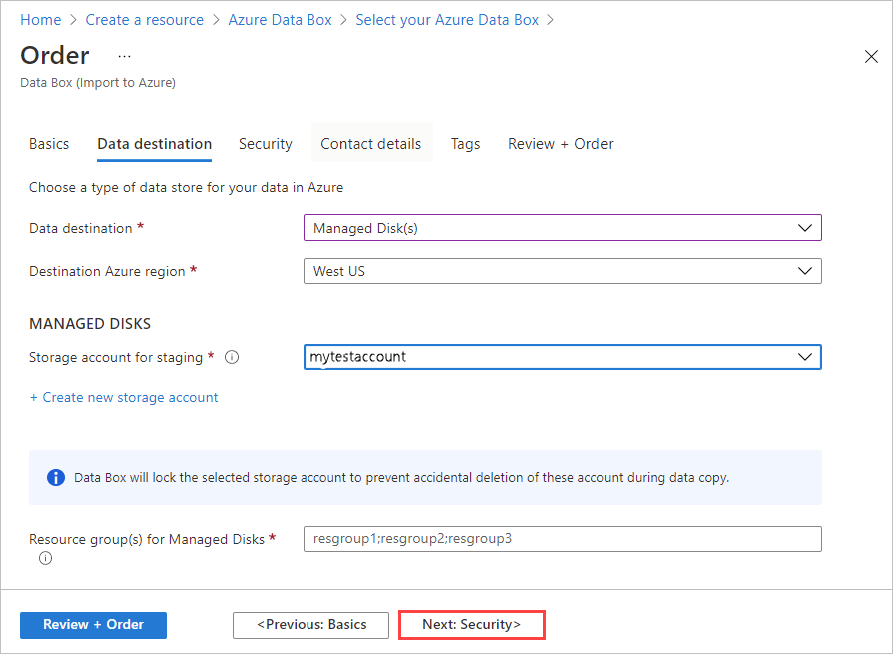 Home > Create a resource > Azure Data Box > Select your Azure Data Box >
Order ...
Data Box (Import to Azure)
Basics Data destination Security Contact details Tags Review + Order
Choose a type of data store for your data in Azure
Data destination * Managed Disk(s)
Destination Azure region * West US
MANAGED DISKS
Storage account for staging * mytestaccount
+ Create new storage account
Data Box will lock the selected storage account to prevent accidental deletion of these account during data copy.
Resource group(s) for Managed Disks * resgroup1;resgroup2;resgroup3
Review + Order <Previous: Basics Next: Security>